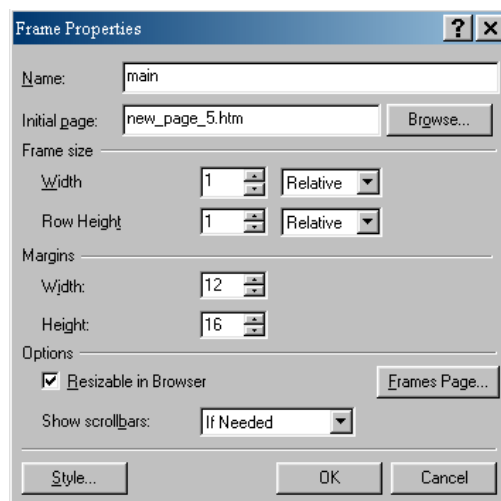 Frame Properties
Name: main
Initial page: new_page_5.htm Browse...
Frame size
Width 1 Relative
Row Height 1 Relative
Margins
Width: 12
Height: 16
Options
Resizable in Browser Frames Page...
Show scrollbars: If Needed
Style... OK Cancel